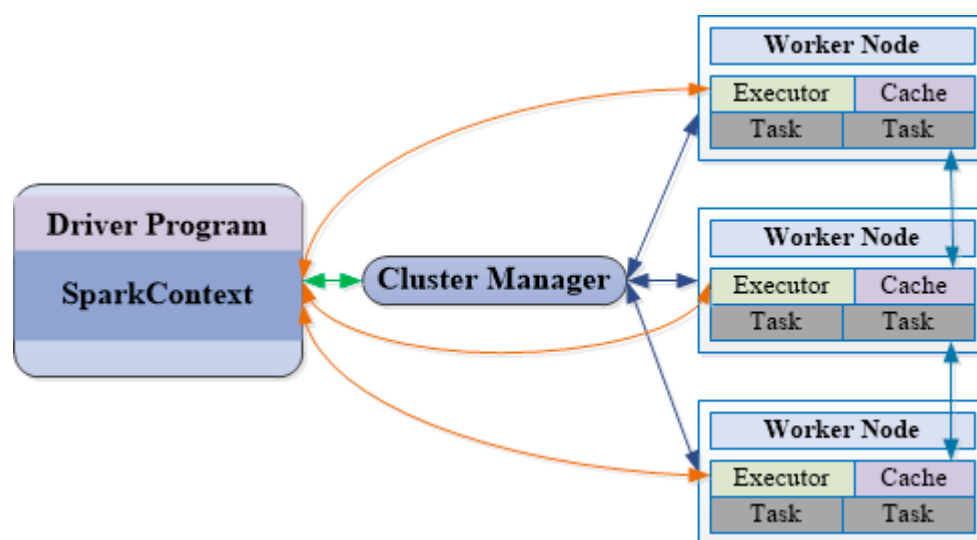 Worker Node
Executor Cache
Task Task
Driver Program
SparkContext
Cluster Manager
Worker Node
Executor Cache
Task Task
Worker Node
Executor Cache
Task Task